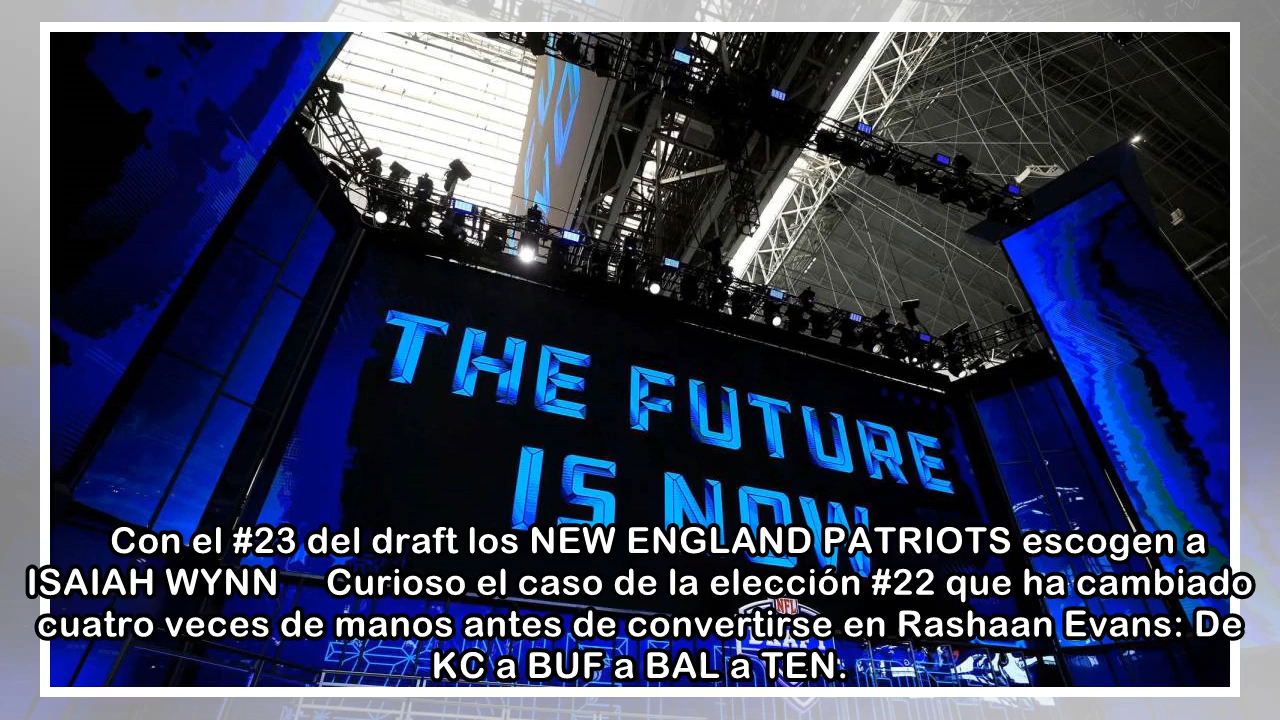 THE FUTURE
IS NOW
Con el #23 del draft los NEW ENGLAND PATRIOTS escogen a
ISAIAH WYNN Curioso el caso de la elección #22 que ha cambiado
cuatro veces de manos antes de convertirse en Rashaan Evans: De
KC a BUF a BAL a TEN.
NFL